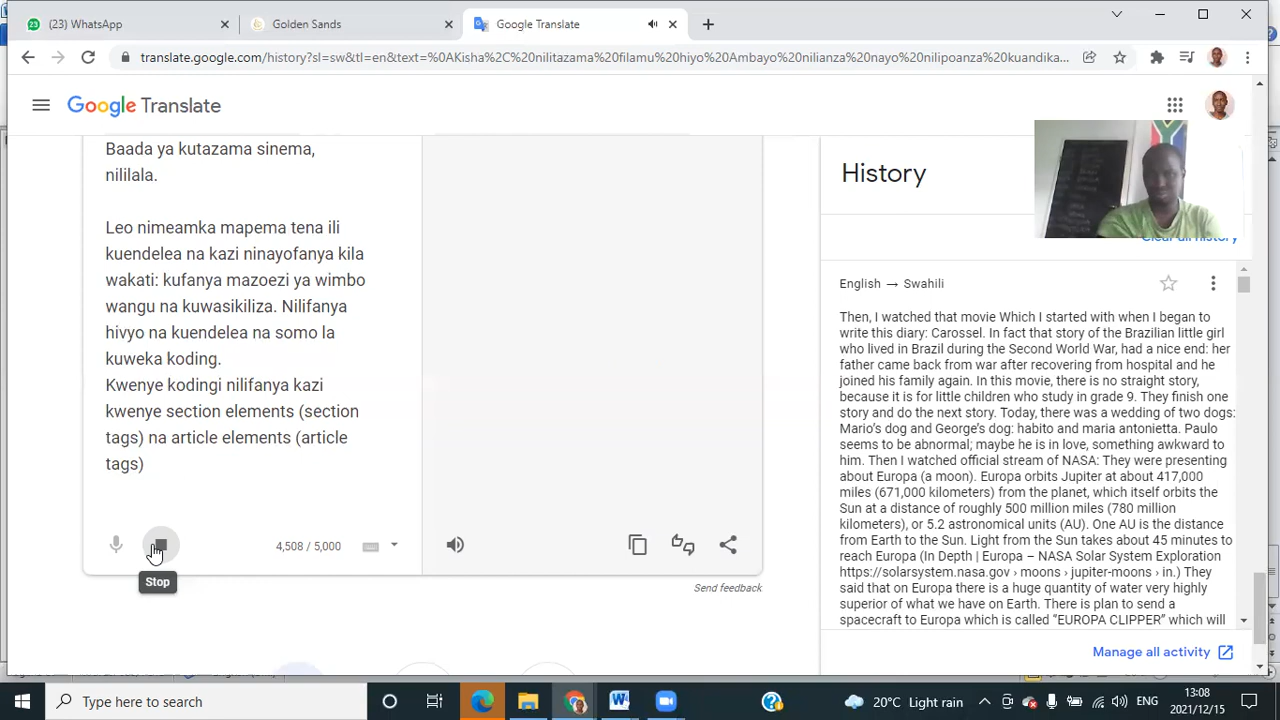 (23) WhatsApp
Golden Sands
Google Translate
translate.google.com/history?sl=sw&tl=en&text=%0AKisha%2C%20nilitazama%20filamu%20hiyo%20Ambayo%20nilianza%20nayo%20nilipoanza%20kuandika...
Google Translate
Baada ya kutazama sinema,
nililala.
Leo nimeamka mapema tena ili
kuendelea na kazi ninayofanya kila
wakati: kufanya mazoezi ya wimbo
wangu na kuwasikiliza. Nilifanya
hivyo na kuendelea na somo la
kuweka koding.
Kwenye kodingi nilifanya kazi
kwenye section elements (section
tags) na article elements (article
tags)
4,508 / 5,000
Stop
Send feedback
History
Clear all history
English → Swahili
Then, I watched that movie Which I started with when I began to
write this diary: Carossel. In fact that story of the Brazilian little girl
who lived in Brazil during the Second World War, had a nice end: her
father came back from war after recovering from hospital and he
joined his family again. In this movie, there is no straight story,
because it is for little children who study in grade 9. They finish one
story and do the next story. Today, there was a wedding of two dogs:
Mario's dog and George's dog: habito and maria antonietta. Paulo
seems to be abnormal; maybe he is in love, something awkward to
him. Then I watched official stream of NASA: They were presenting
about Europa (a moon). Europa orbits Jupiter at about 417,000
miles (671,000 kilometers) from the planet, which itself orbits the
Sun at a distance of roughly 500 million miles (780 million
kilometers), or 5.2 astronomical units (AU). One AU is the distance
from Earth to the Sun. Light from the Sun takes about 45 minutes to
reach Europa (In Depth | Europa – NASA Solar System Exploration
https://solarsystem.nasa.gov › moons › jupiter-moons › in.) They
said that on Europa there is a huge quantity of water very highly
superior of what we have on Earth. There is plan to send a
spacecraft to Europa which is called "EUROPA CLIPPER" which will
Manage all activity
Type here to search
20°C Light rain
ENG
13:08
2021/12/15